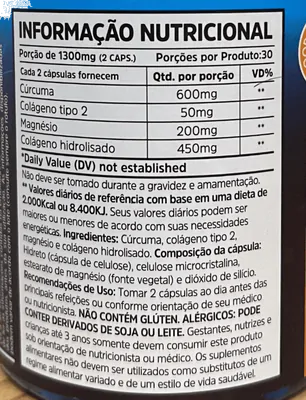 INFORMAÇÃO NUTRICIONAL
Porção de 1300mg (2 CAPS.) Porções por Produto:30
Cada 2 cápsulas fornecem Qtd. por porção VD%
Cúrcuma 600mg **
Colágeno tipo 2 50mg **
Magnésio 200mg **
Colágeno hidrolisado 450mg **
*Daily Value (DV) not established
Não deve ser tomado durante a gravidez e amamentação.
** Valores diários de referência com base em uma dieta de
2.000Kcal ou 8.400KJ. Seus valores diários podem ser
maiores ou menores de acordo com suas necessidades
energéticas. Ingredientes: Cúrcuma, colágeno tipo 2,
magnésio e colágeno hidrolisado. Composição da cápsula:
Hidreto (cápsula de celulose), celulose microcristalina,
estearato de magnésio (fonte vegetal) e dióxido de silício.
Recomendações de Uso: Tomar 2 cápsulas ao dia antes das
principais refeições ou conforme orientação de seu médico
ou nutricionista. NÃO CONTÉM GLÚTEN. ALÉRGICOS: PODE
CONTER DERIVADOS DE SOJA OU LEITE. Gestantes, nutrizes e
crianças até 3 anos somente devem consumir este produto
sob orientação de nutricionista ou médico. Os suplementos
alimentares não devem ser utilizados como substitutos de um
regime alimentar variado e de um estilo de vida saudável.